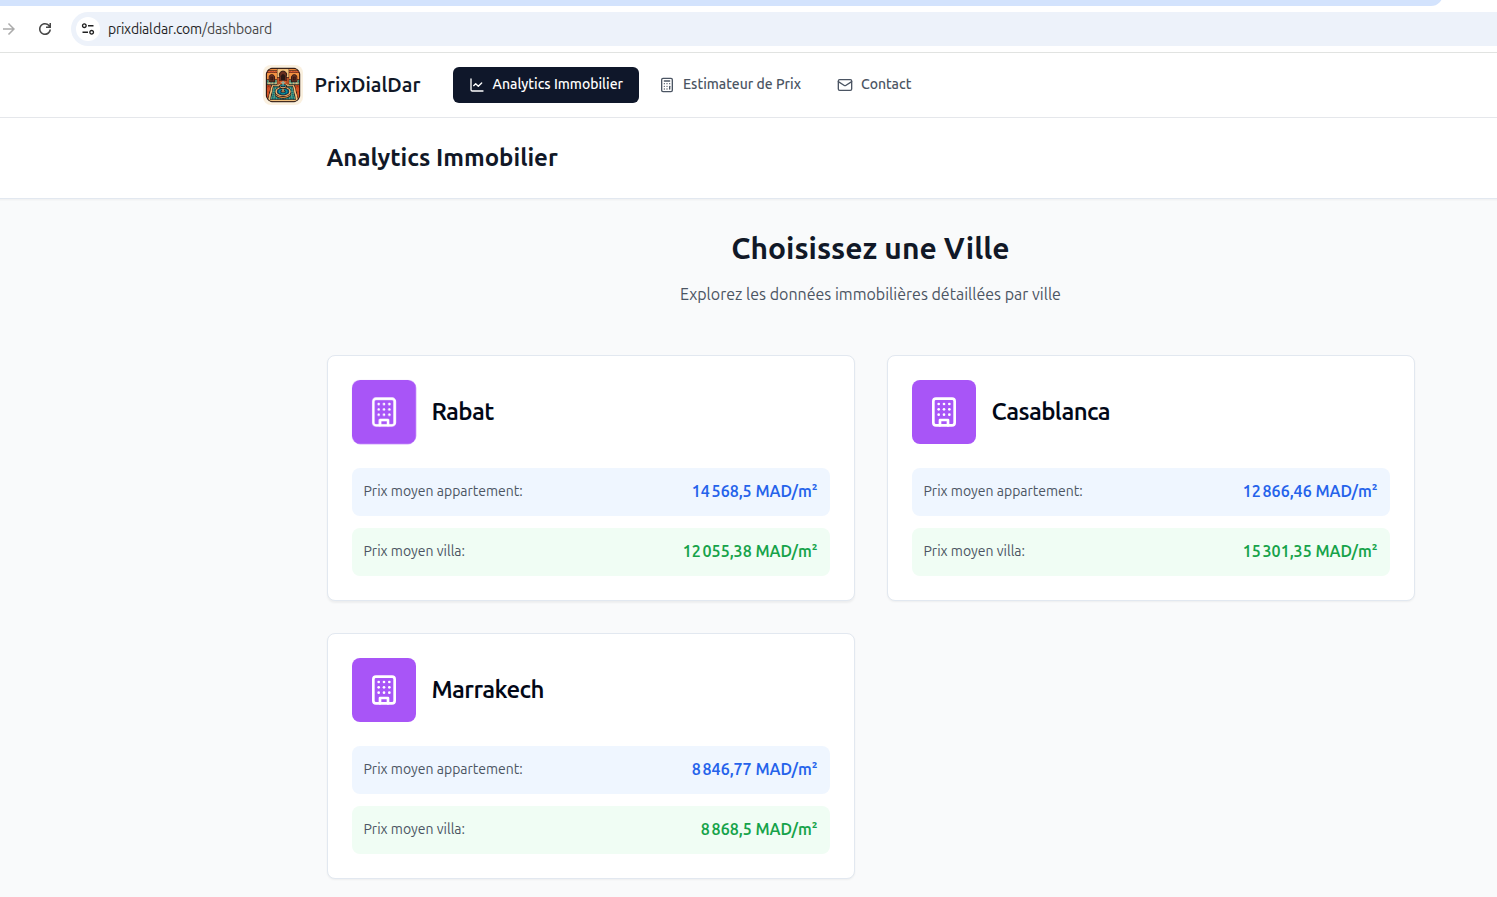 prixdialdar.com/dashboard
PrixDialDar
Analytics Immobilier
Estimateur de Prix
Contact
Analytics Immobilier
Choisissez une Ville
Explorez les données immobilières détaillées par ville
Rabat
Prix moyen appartement: 14 568,5 MAD/m²
Prix moyen villa: 12 055,38 MAD/m²
Casablanca
Prix moyen appartement: 12 866,46 MAD/m²
Prix moyen villa: 15 301,35 MAD/m²
Marrakech
Prix moyen appartement: 8 846,77 MAD/m²
Prix moyen villa: 8 868,5 MAD/m²